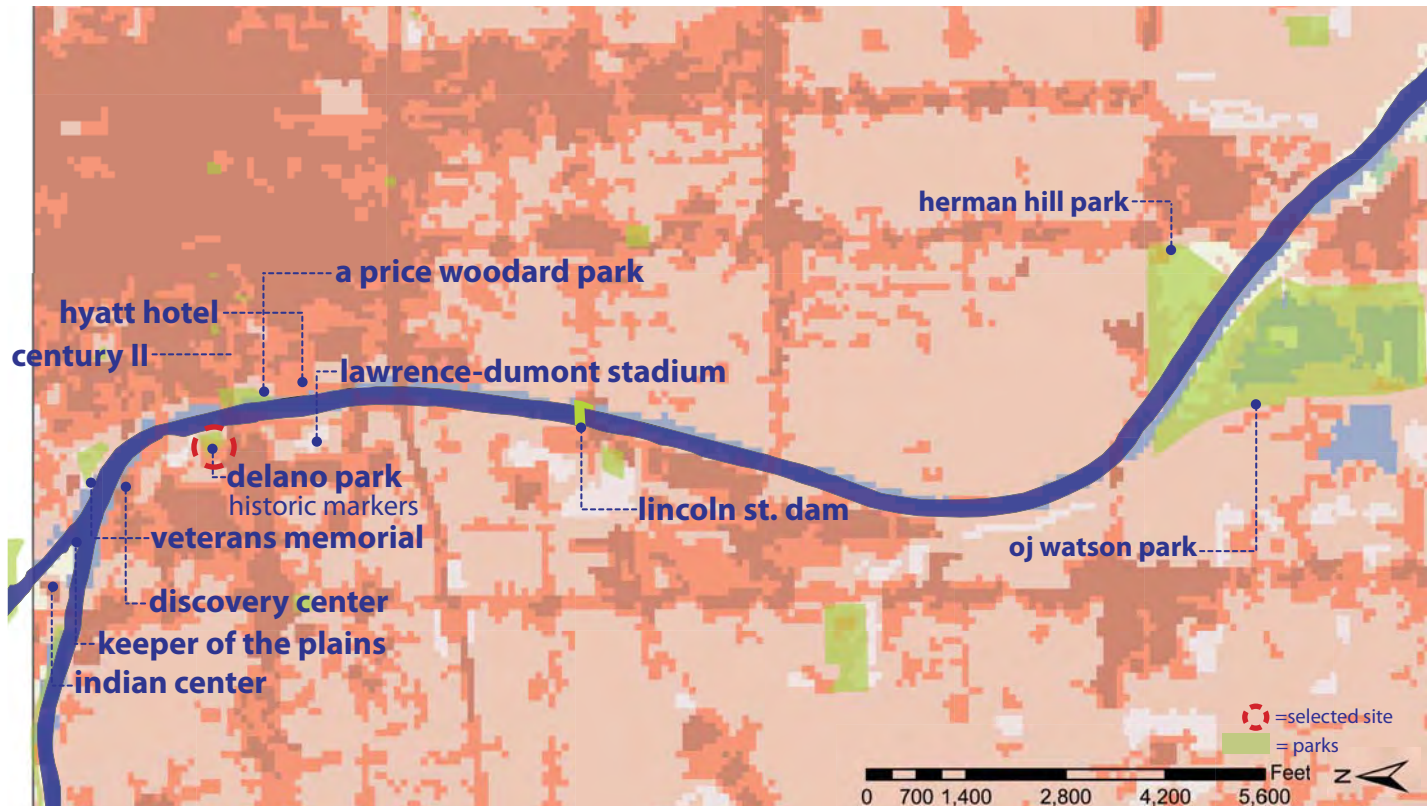 herman hill park
a price woodard park
hyatt hotel
century II
lawrence-dumont stadium
delano park
historic markers
lincoln st. dam
veterans memorial
oj watson park
discovery center
keeper of the plains
indian center
=selected site
= parks
Feet
N
0 700 1,400 2,800 4,200 5,600